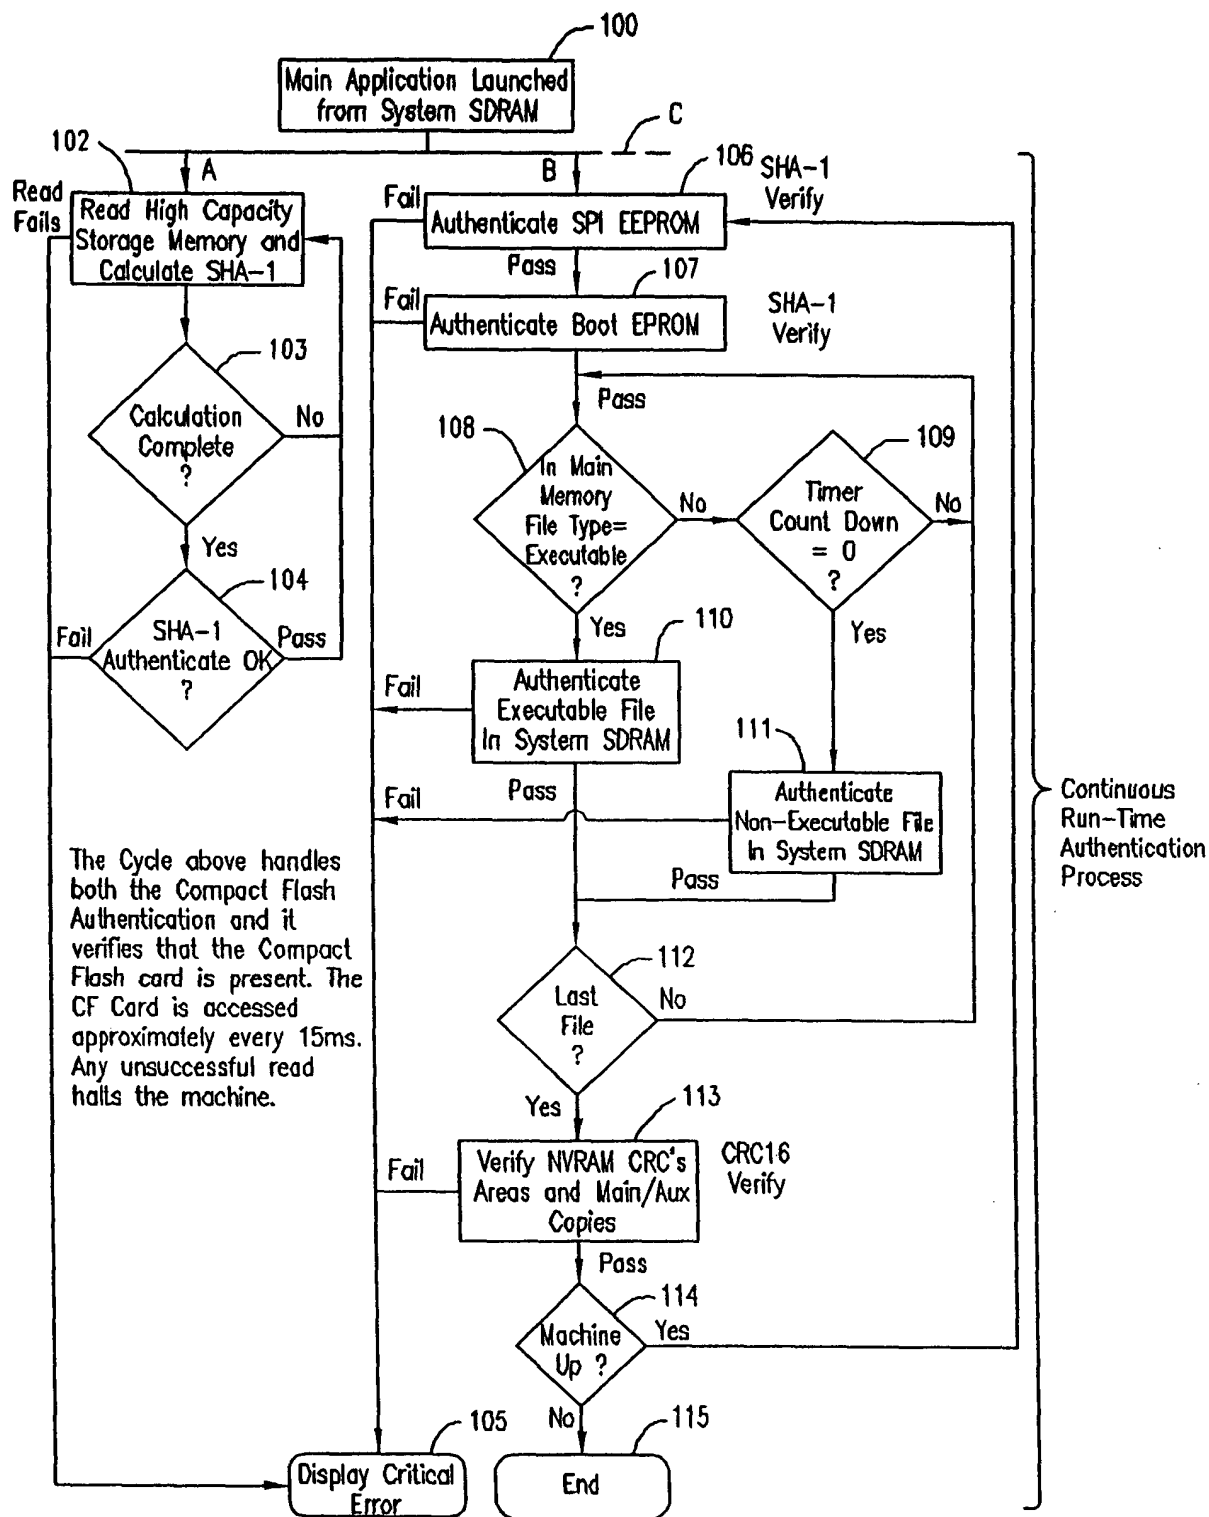 100
Main Application Launched
from System SDRAM
C
102
A
B
106
SHA-1
Verify
Read
Fails
Read High Capacity
Storage Memory and
Calculate SHA-1
Fail
Authenticate SPI EEPROM
Pass
107
Fail
Authenticate Boot EPROM
SHA-1
Verify
103
Calculation
Complete
?
No
Yes
Pass
108
In Main
Memory
File Type=
Executable
?
No
109
Timer
Count Down
= 0
?
No
Yes
Yes
104
SHA-1
Authenticate OK
?
Fail
Pass
110
Authenticate
Executable File
In System SDRAM
Fail
Pass
111
Authenticate
Non-Executable File
In System SDRAM
Fail
Pass
Continuous
Run-Time
Authentication
Process
The Cycle above handles
both the Compact Flash
Authentication and it
verifies that the Compact
Flash card is present. The
CF Card is accessed
approximately every 15ms.
Any unsuccessful read
halts the machine.
112
Last
File
?
No
Yes
113
Verify NVRAM CRC's
Areas and Main/Aux
Copies
Fail
CRC16
Verify
Pass
114
Machine
Up ?
Yes
No
105
Display Critical
Error
115
End